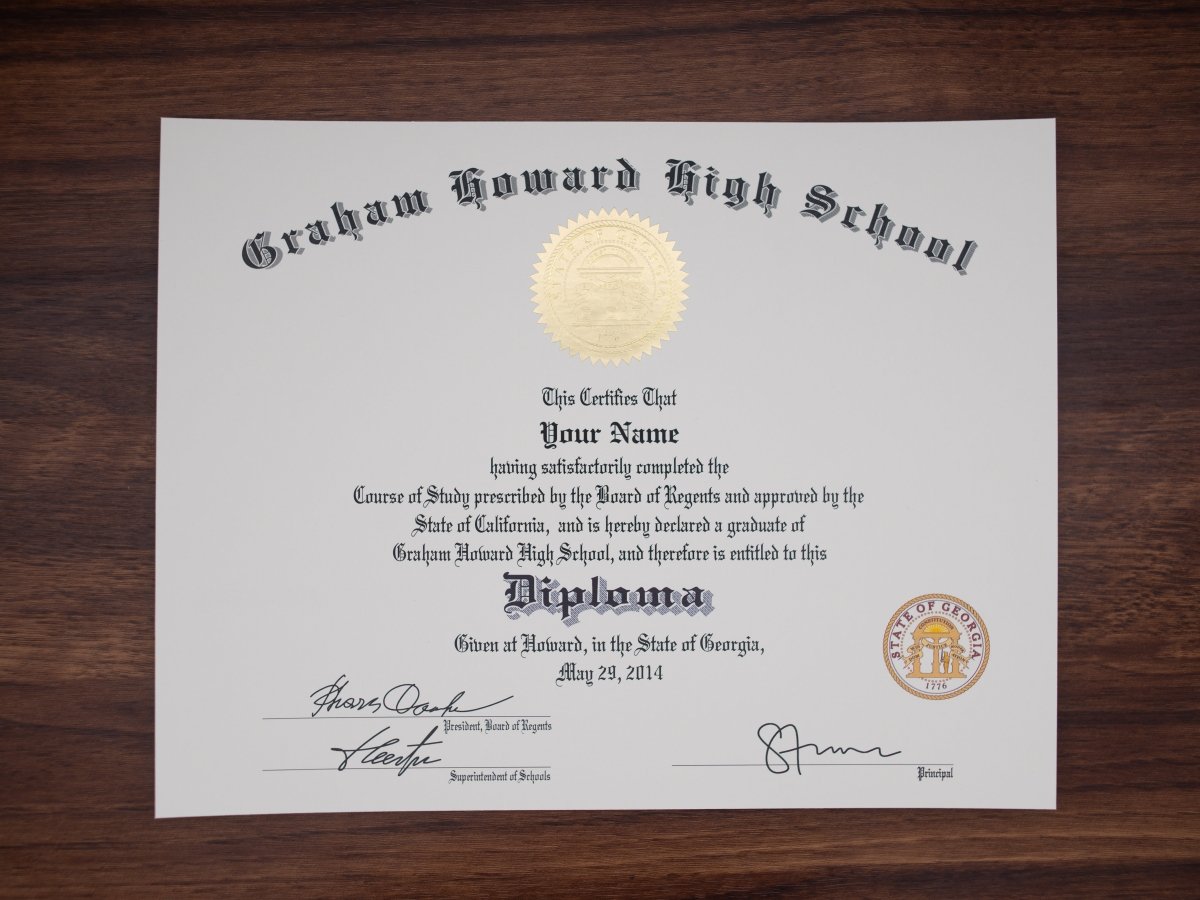 Graham Howard High School
This Certifies That
Your Name
having satisfactorily completed the
Course of Study prescribed by the Board of Regents and approved by the
State of California, and is hereby declared a graduate of
Graham Howard High School, and therefore is entitled to this
Diploma
Given at Howard, in the State of Georgia,
May 29, 2014
STATE OF GEORGIA
CONSTITUTION
1776
President, Board of Regents
Superintendent of Schools
Principal